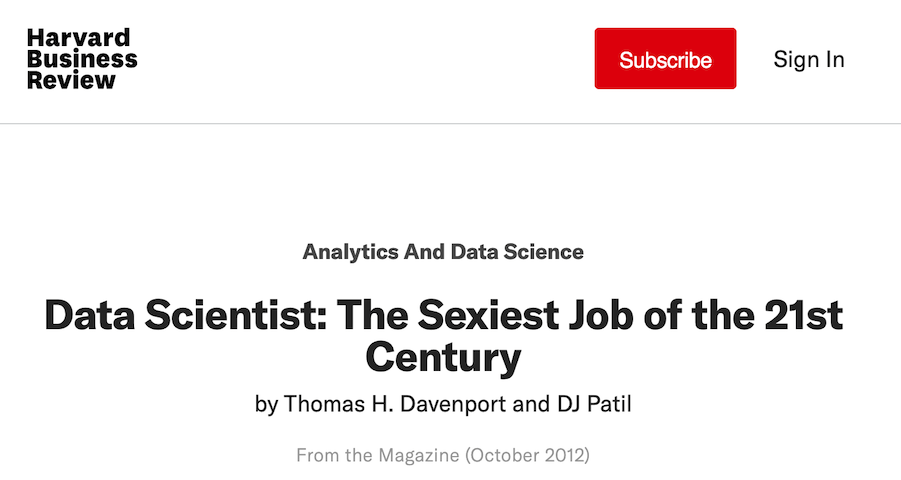 Harvard
Business
Review
Subscribe
Sign In
Analytics And Data Science
Data Scientist: The Sexiest Job of the 21st
Century
by Thomas H. Davenport and DJ Patil
From the Magazine (October 2012)